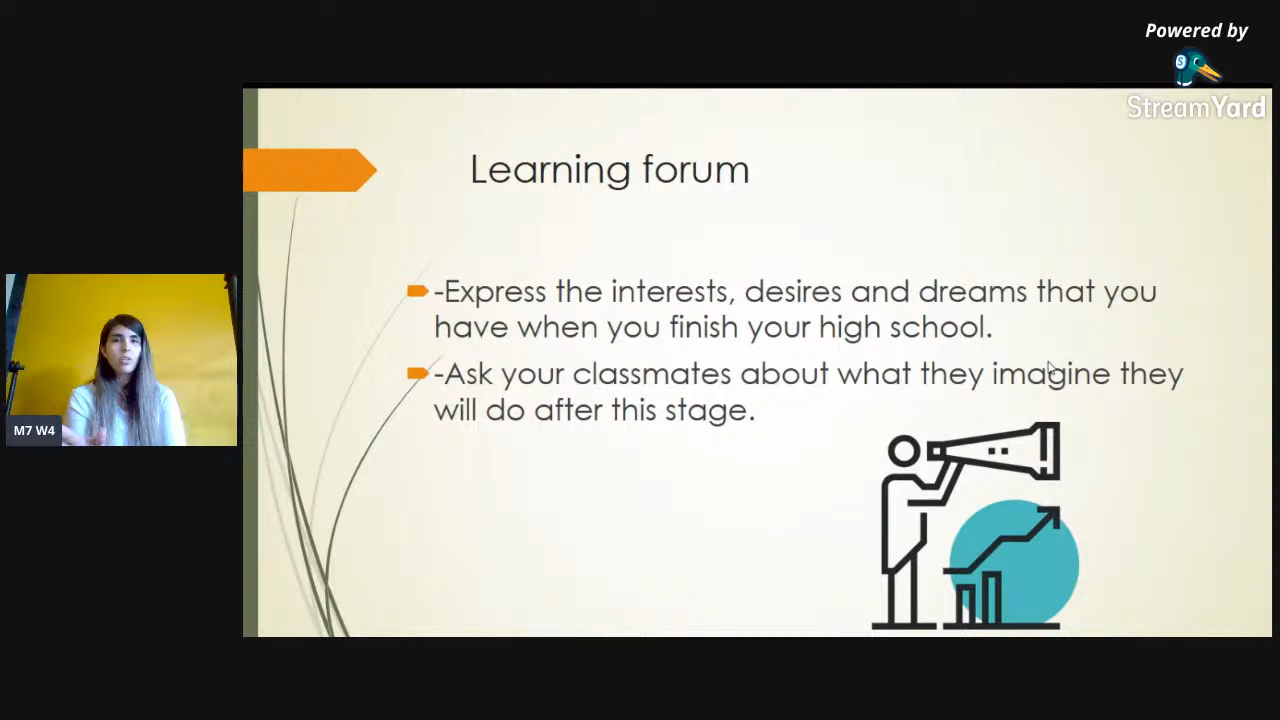 Powered by
StreamYard
Learning forum
-Express the interests, desires and dreams that you
have when you finish your high school.
-Ask your classmates about what they imagine they
will do after this stage.
M7 W4